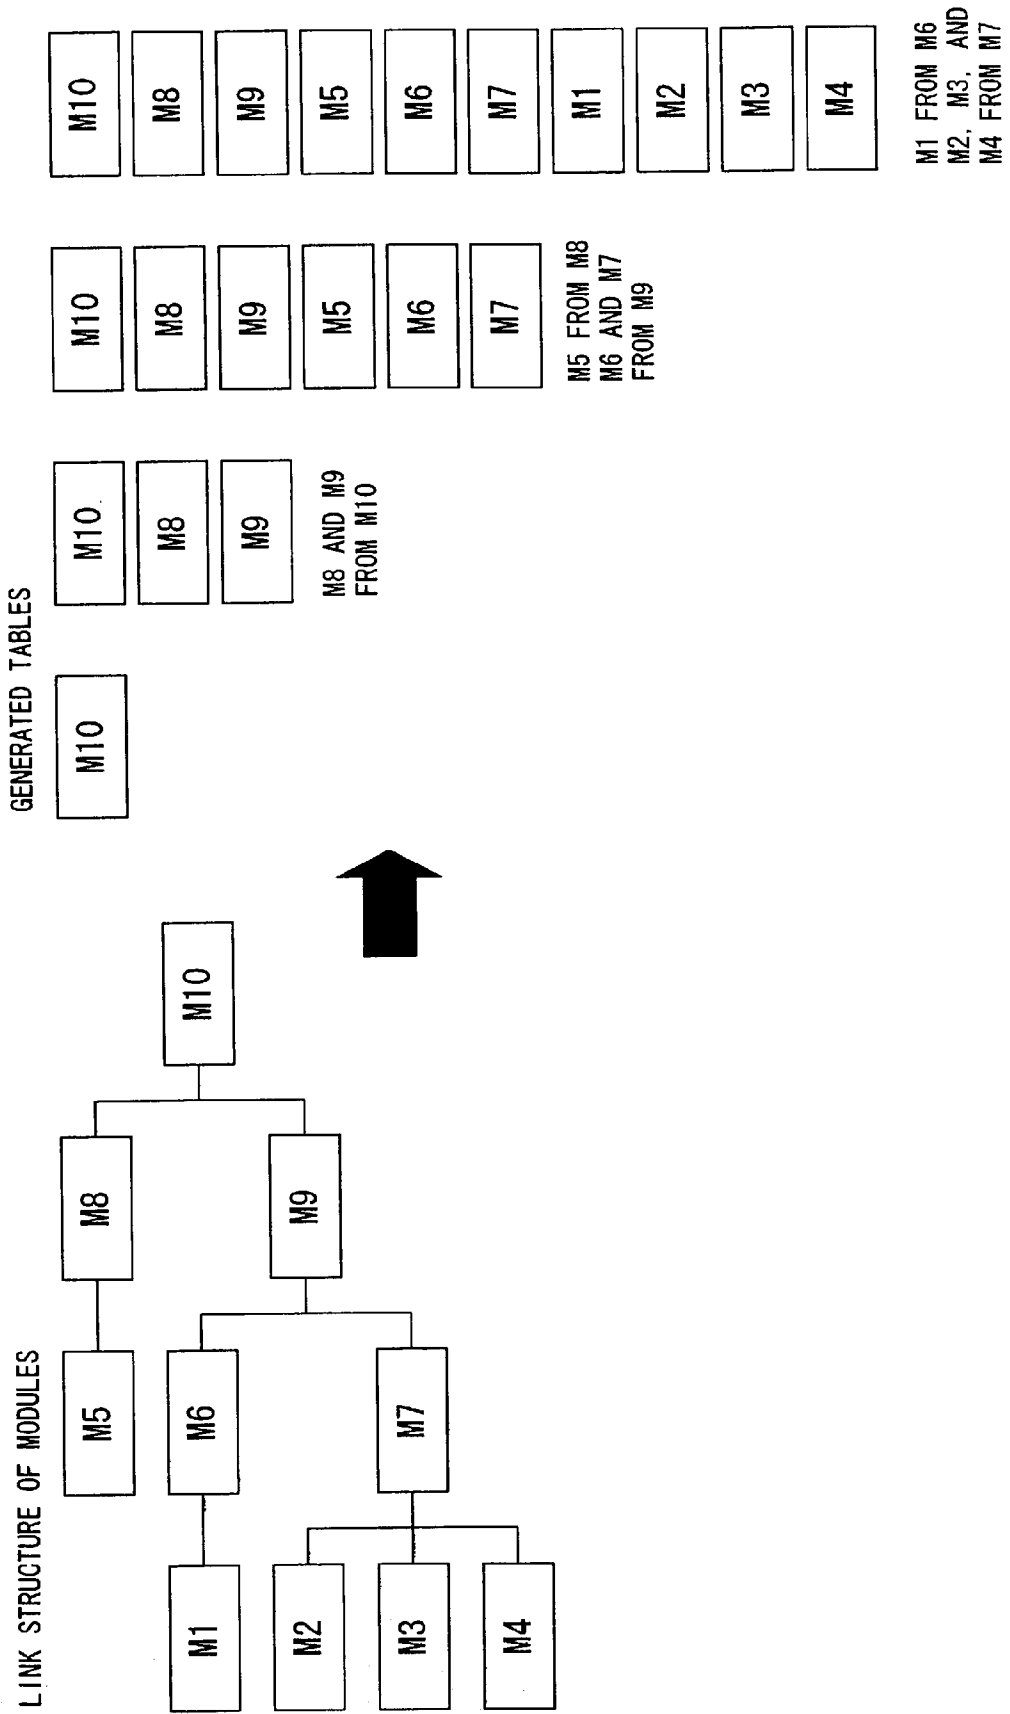 LINK STRUCTURE OF MODULES
M5
M8
M10
M1
M6
M9
M2
M7
M3
M4
GENERATED TABLES
M10
M10
M8
M9
M8 AND M9
FROM M10
M10
M8
M9
M5
M6
M7
M5 FROM M8
M6 AND M7
FROM M9
M10
M8
M9
M5
M6
M7
M1
M2
M3
M4
M1 FROM M6
M2, M3, AND
M4 FROM M7